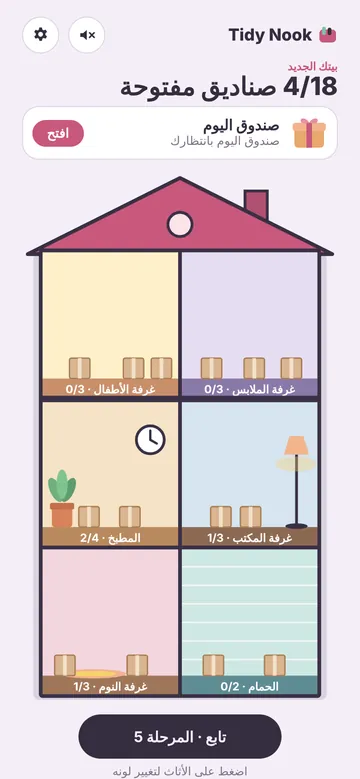 Tidy Nook
بيتك الجديد
4/18 صناديق مفتوحة
صندوق اليوم
صندوق اليوم بانتظارك
افتح
غرفة الملابس · 0/3
غرفة الأطفال · 0/3
غرفة المكتب · 1/3
المطبخ · 2/4
الحمام · 0/2
غرفة النوم · 1/3
تابع · المرحلة 5
اضغط على الأثاث لتغيير لونه